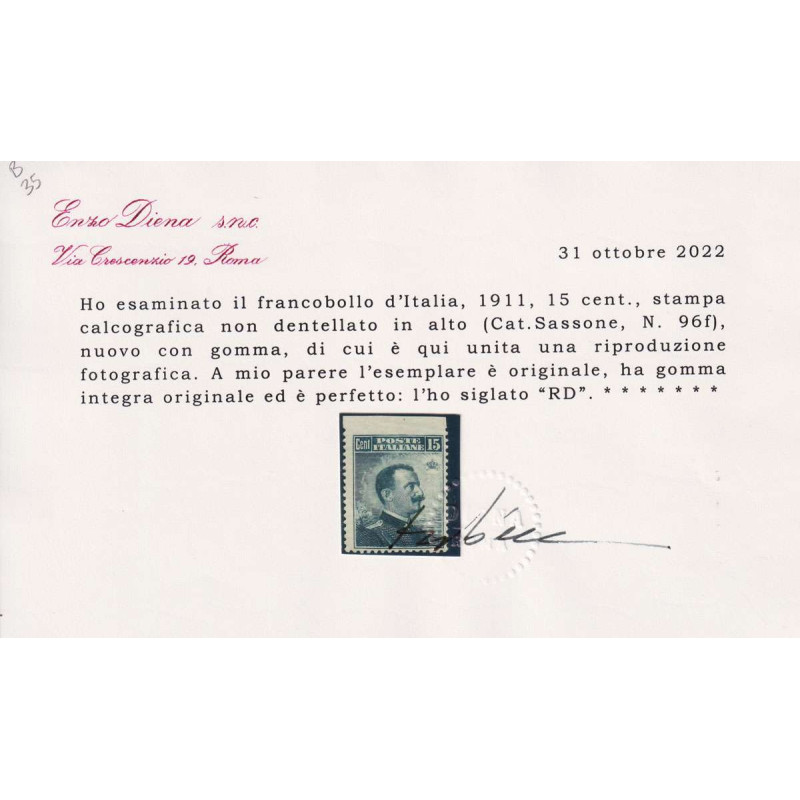 B
35
Enzo Diena s.n.c.
Via Crescenzio 19, Roma
31 ottobre 2022
Ho esaminato il francobollo d'Italia, 1911, 15 cent., stampa
calcografica non dentellato in alto (Cat.Sassone, N. 96f),
nuovo con gomma, di cui è qui unita una riproduzione
fotografica. A mio parere l'esemplare è originale, ha gomma
integra originale ed è perfetto: l'ho siglato “RD”. * * * * * * *
Cent POSTE 15
ITALIANE